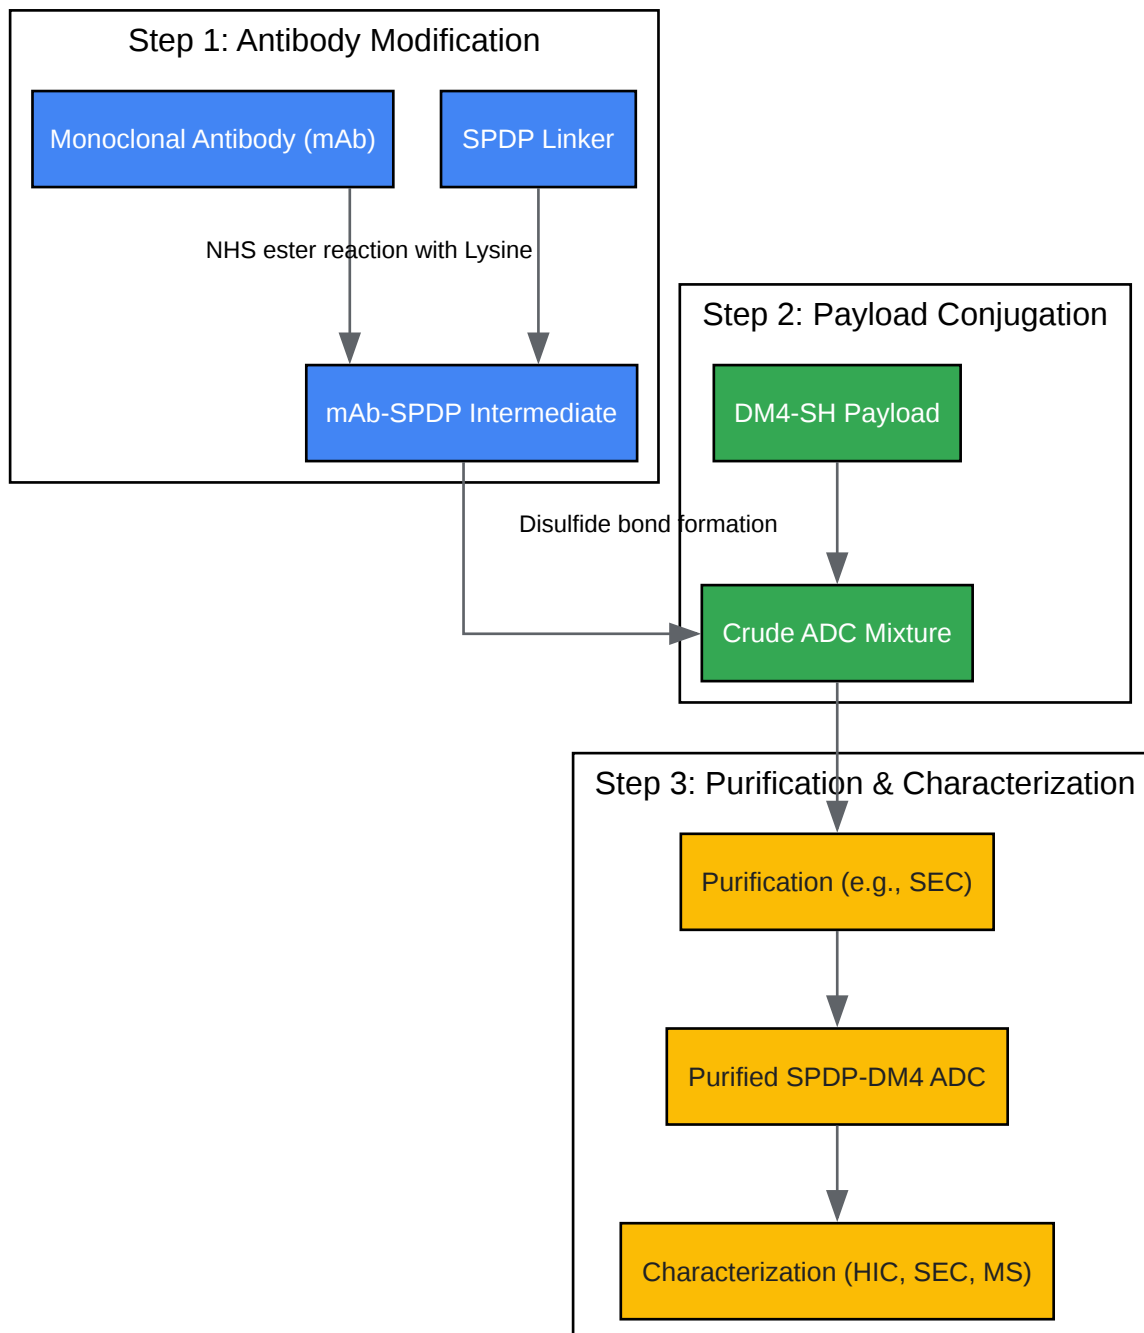 Step 1: Antibody Modification
Monoclonal Antibody (mAb)
SPDP Linker
NHS ester reaction with Lysine
mAb-SPDP Intermediate
Step 2: Payload Conjugation
DM4-SH Payload
Disulfide bond formation
Crude ADC Mixture
Step 3: Purification & Characterization
Purification (e.g., SEC)
Purified SPDP-DM4 ADC
Characterization (HIC, SEC, MS)